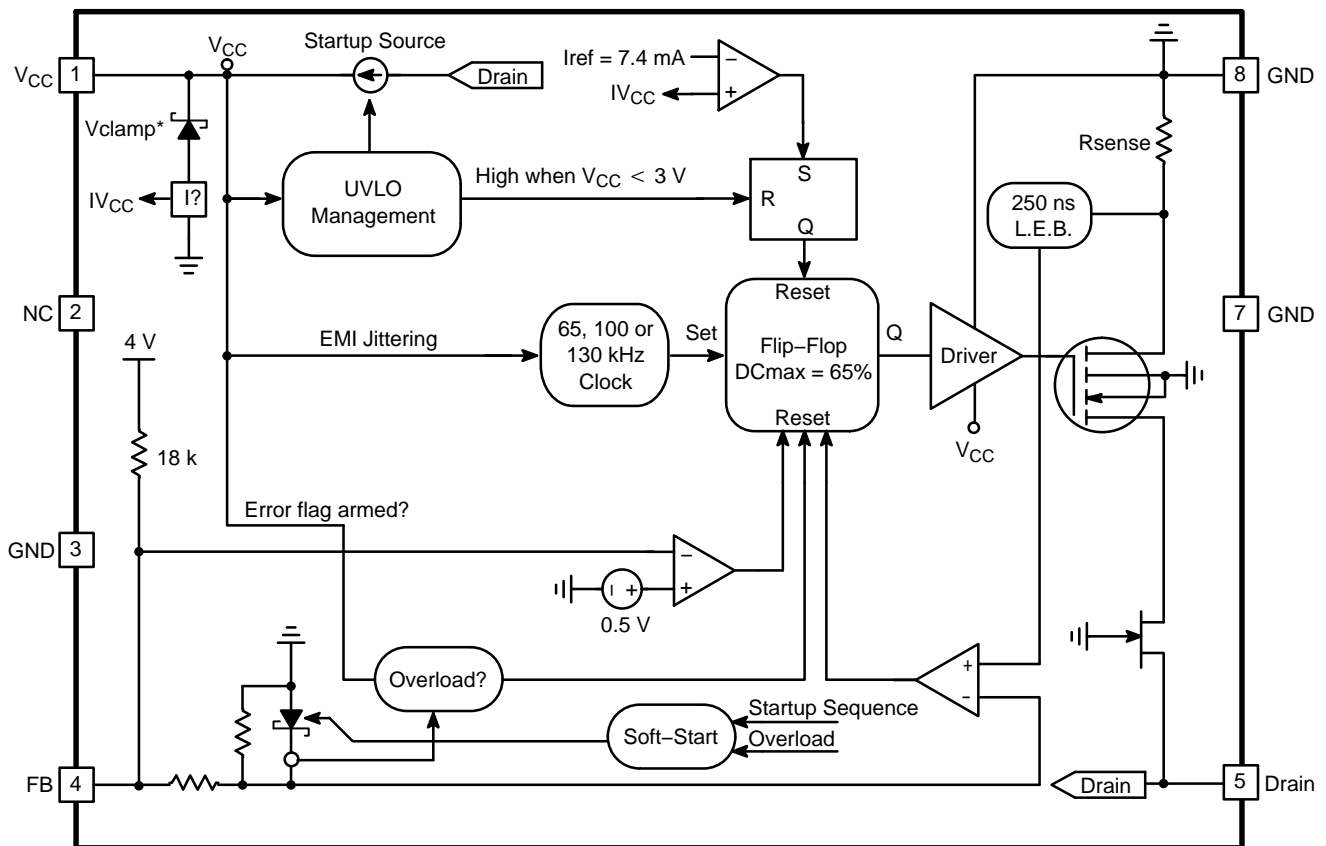 Startup Source
VCC
VCC
1
Drain
Iref = 7.4 mA
−
IVCC
+
8
GND
Vclamp*
Rsense
UVLO
Management
High when VCC < 3 V
S
R
Q
IVCC
I?
250 ns
L.E.B.
NC
2
7
GND
4 V
EMI Jittering
65, 100 or
130 kHz
Clock
Set
Reset
Flip−Flop
DCmax = 65%
Reset
Q
Driver
VCC
18 k
Error flag armed?
GND
3
−
+
− +
0.5 V
Overload?
+
−
Soft−Start
Startup Sequence
Overload
FB
4
Drain
5
Drain